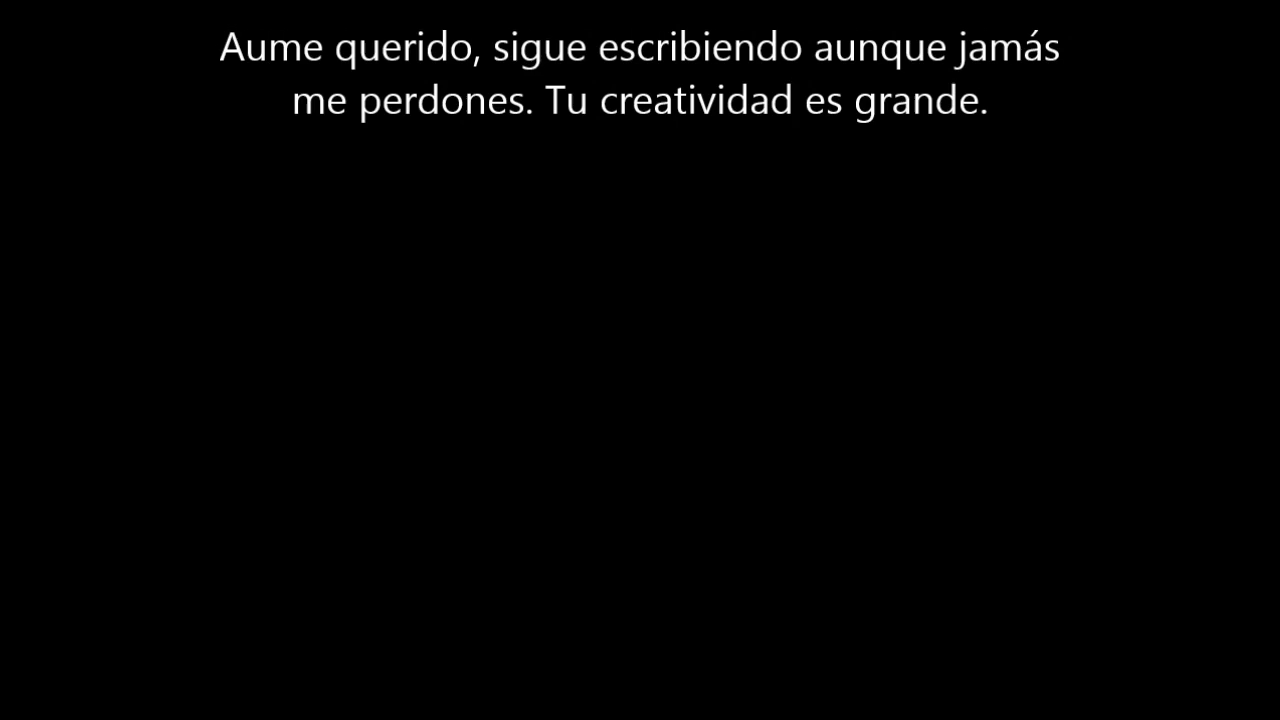 Aume querido, sigue escribiendo aunque jamás
me perdones. Tu creatividad es grande.